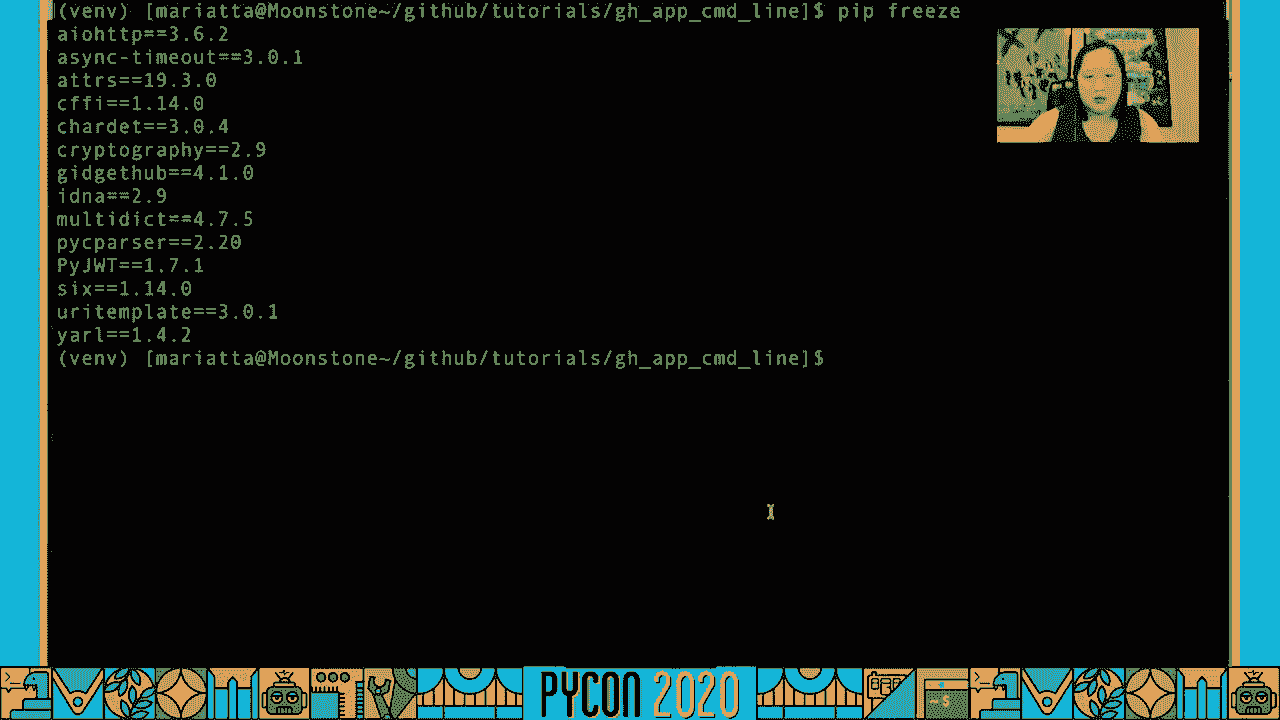 (venv) [mariatta@Moonstone~/github/tutorials/gh_app_cmd_line]$ pip freeze
aiohttp==3.6.2
async-timeout==3.0.1
attrs==19.3.0
cffi==1.14.0
chardet==3.0.4
cryptography==2.9
gidgethub==4.1.0
idna==2.9
multidict==4.7.5
pycparser==2.20
PyJWT==1.7.1
six==1.14.0
uritemplate==3.0.1
yarl==1.4.2
(venv) [mariatta@Moonstone~/github/tutorials/gh_app_cmd_line]$
PYCON 2020
~ $